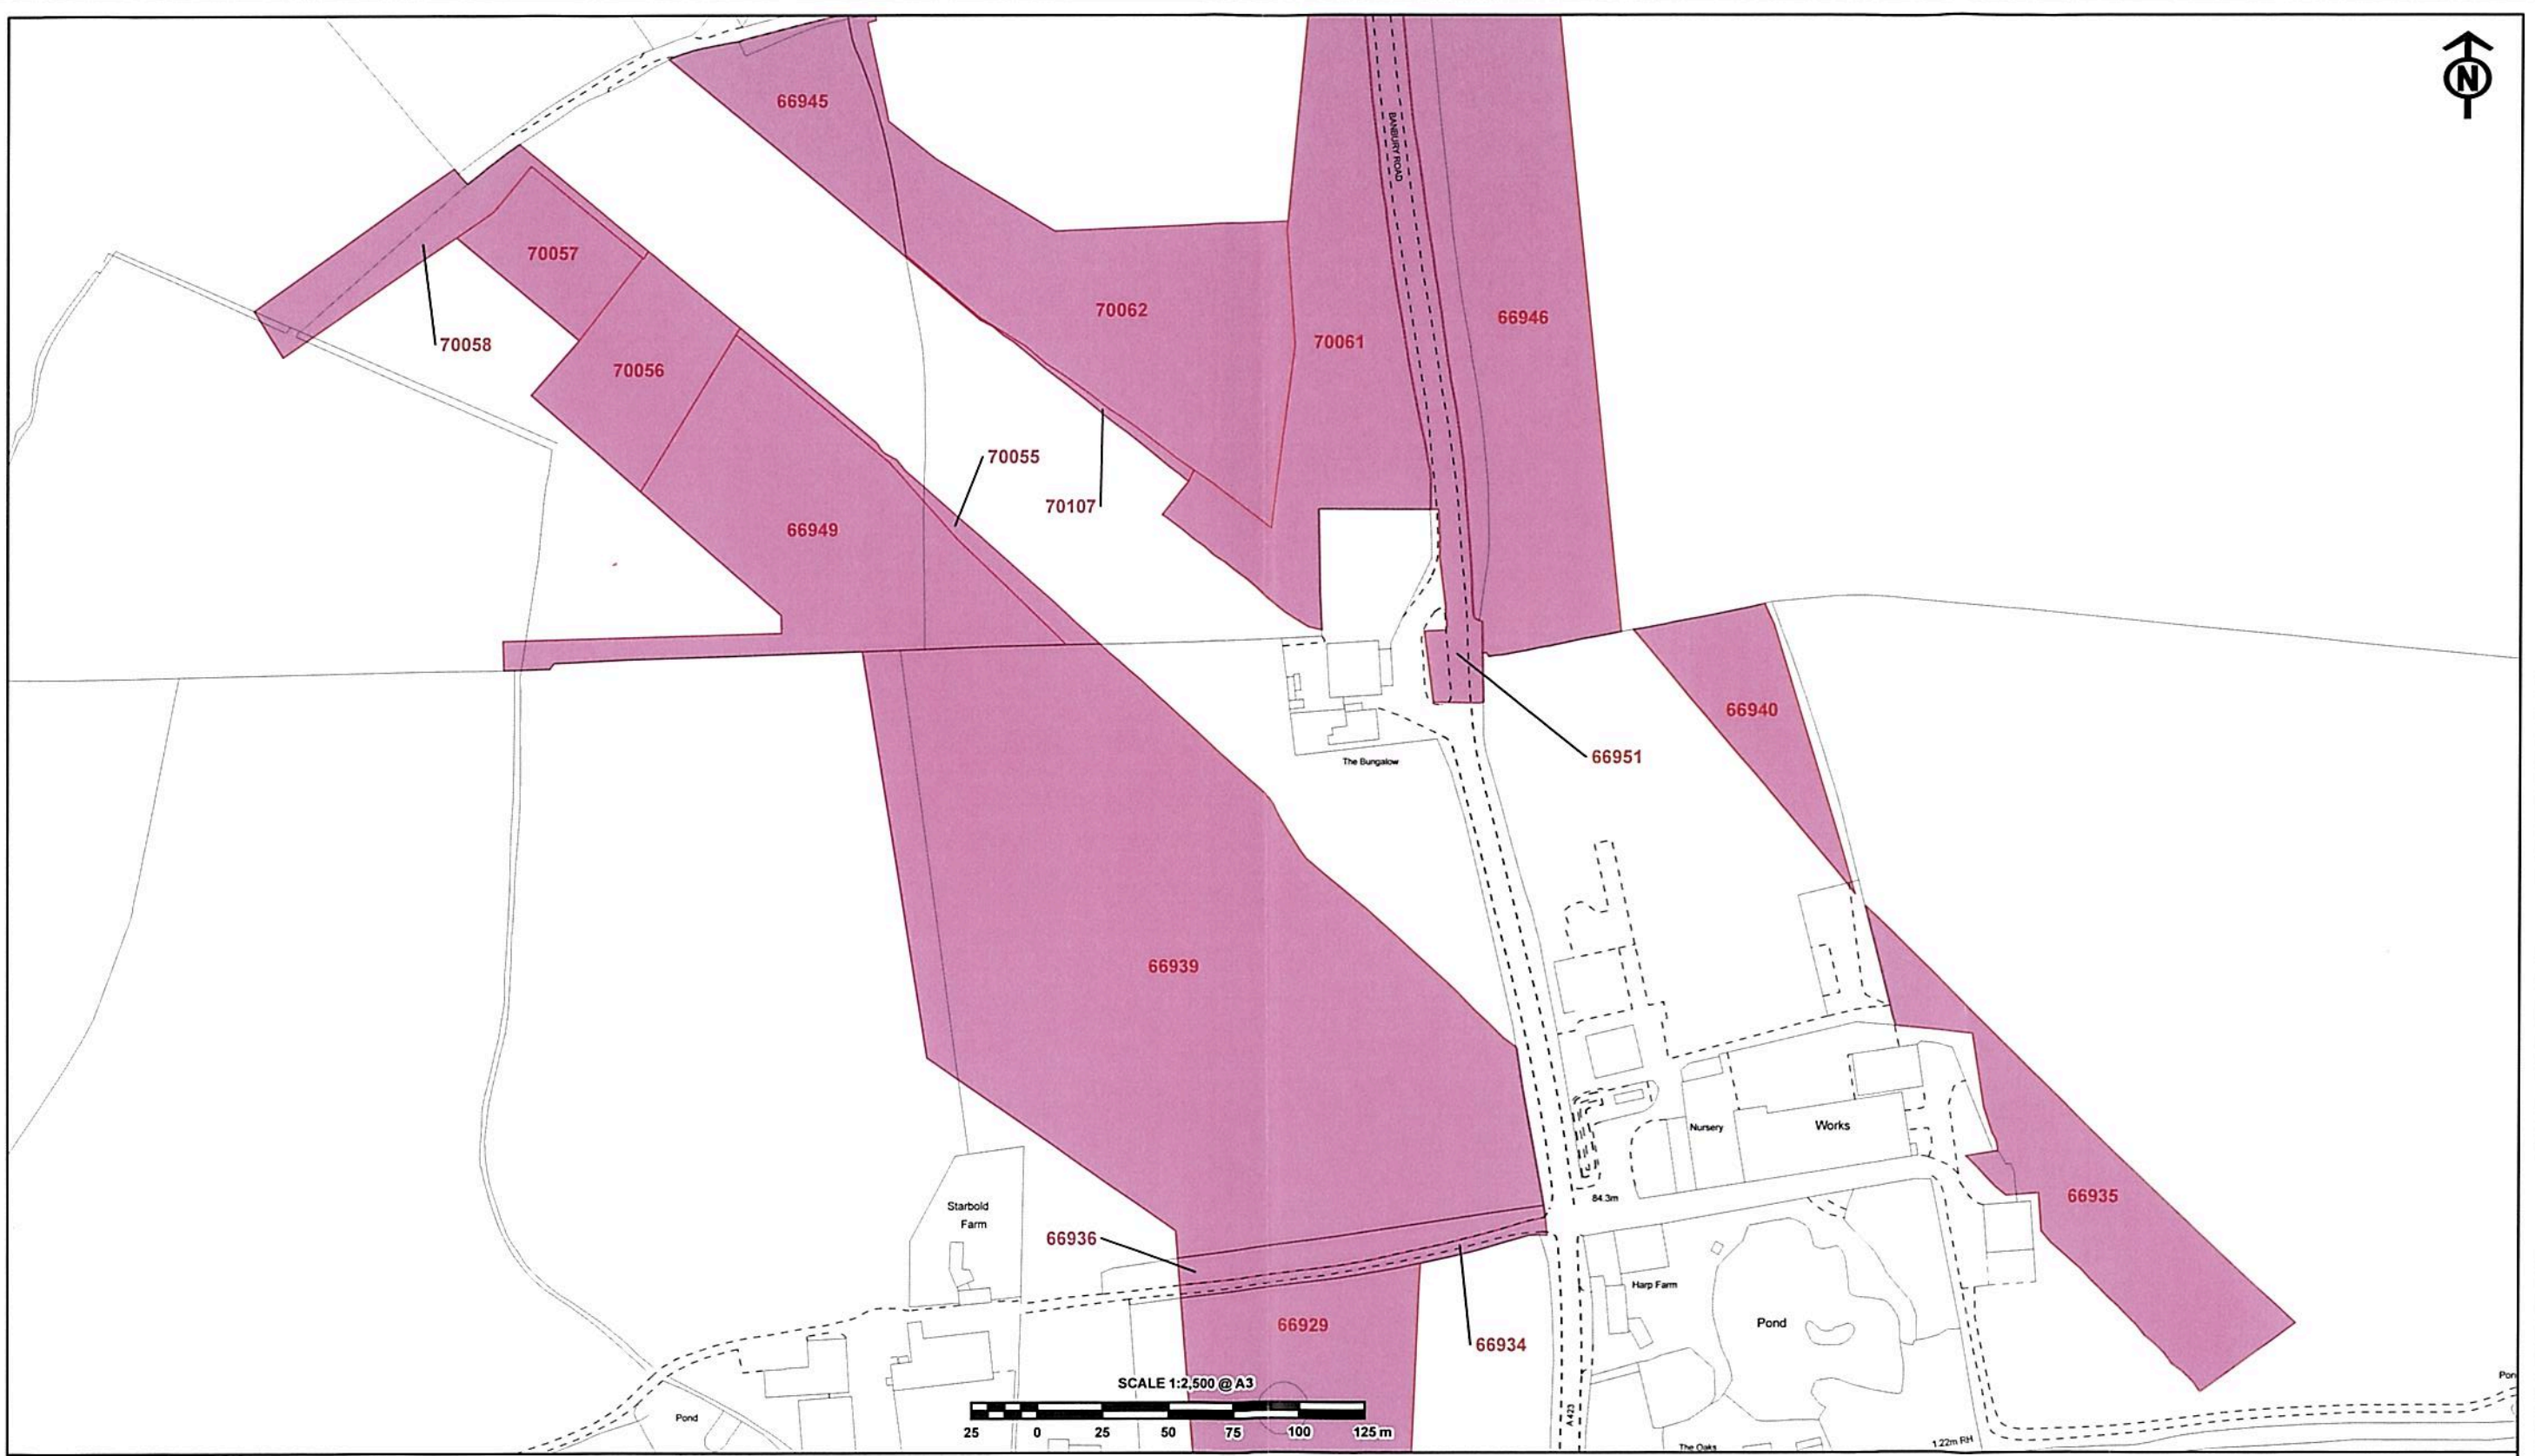 N
66945
BANBURY ROAD
70057
70062
66946
70061
70058
70056
70055
70107
66949
66940
66951
The Bungalow
66939
Nursery
Works
84.3m
66935
Starbold
Farm
66936
Harp Farm
66929
Pond
66934
SCALE 1:2,500 @ A3
25 0 25 50 75 100 125 m
Pond
A 423
The Oaks
1.22m RH
Pon